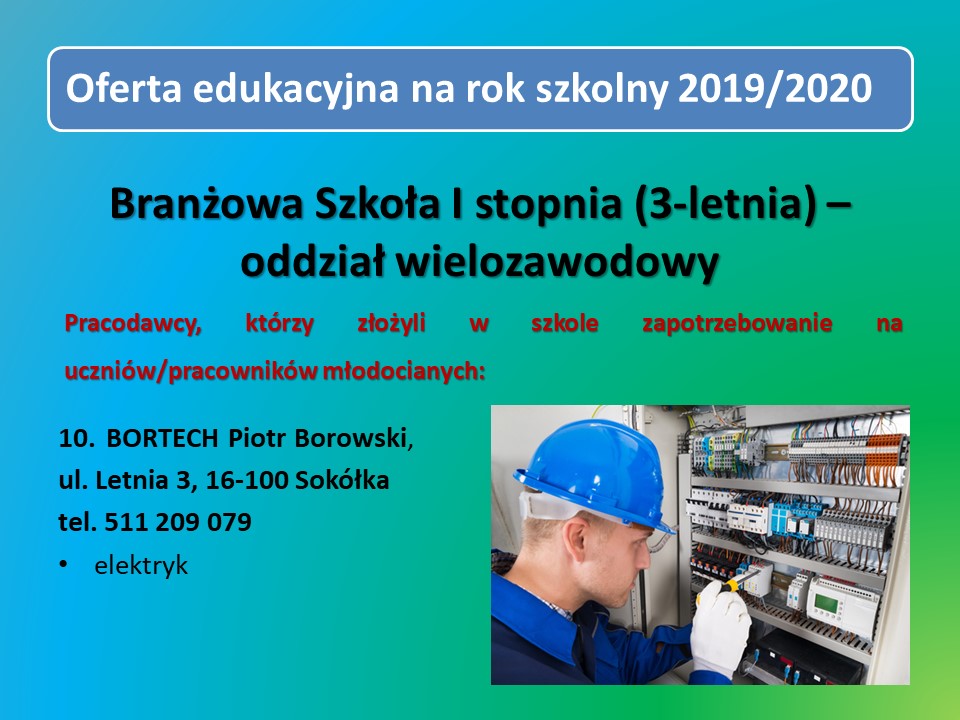 Oferta edukacyjna na rok szkolny 2019/2020
Branżowa Szkoła I stopnia (3-letnia) –
oddział wielozawodowy
Pracodawcy, którzy złożyli w szkole zapotrzebowanie na
uczniów/pracowników młodocianych:
10. BORTECH Piotr Borowski,
ul. Letnia 3, 16-100 Sokółka
tel. 511 209 079
• elektryk